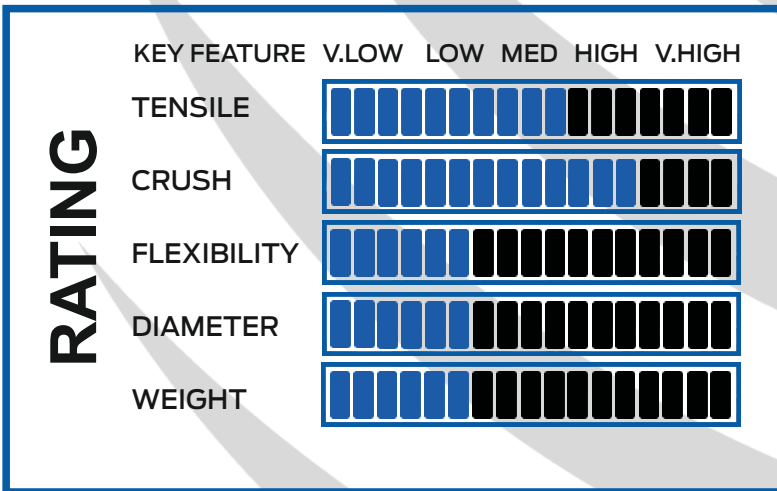 RATING
KEY FEATURE V.LOW LOW MED HIGH V.HIGH
TENSILE
CRUSH
FLEXIBILITY
DIAMETER
WEIGHT